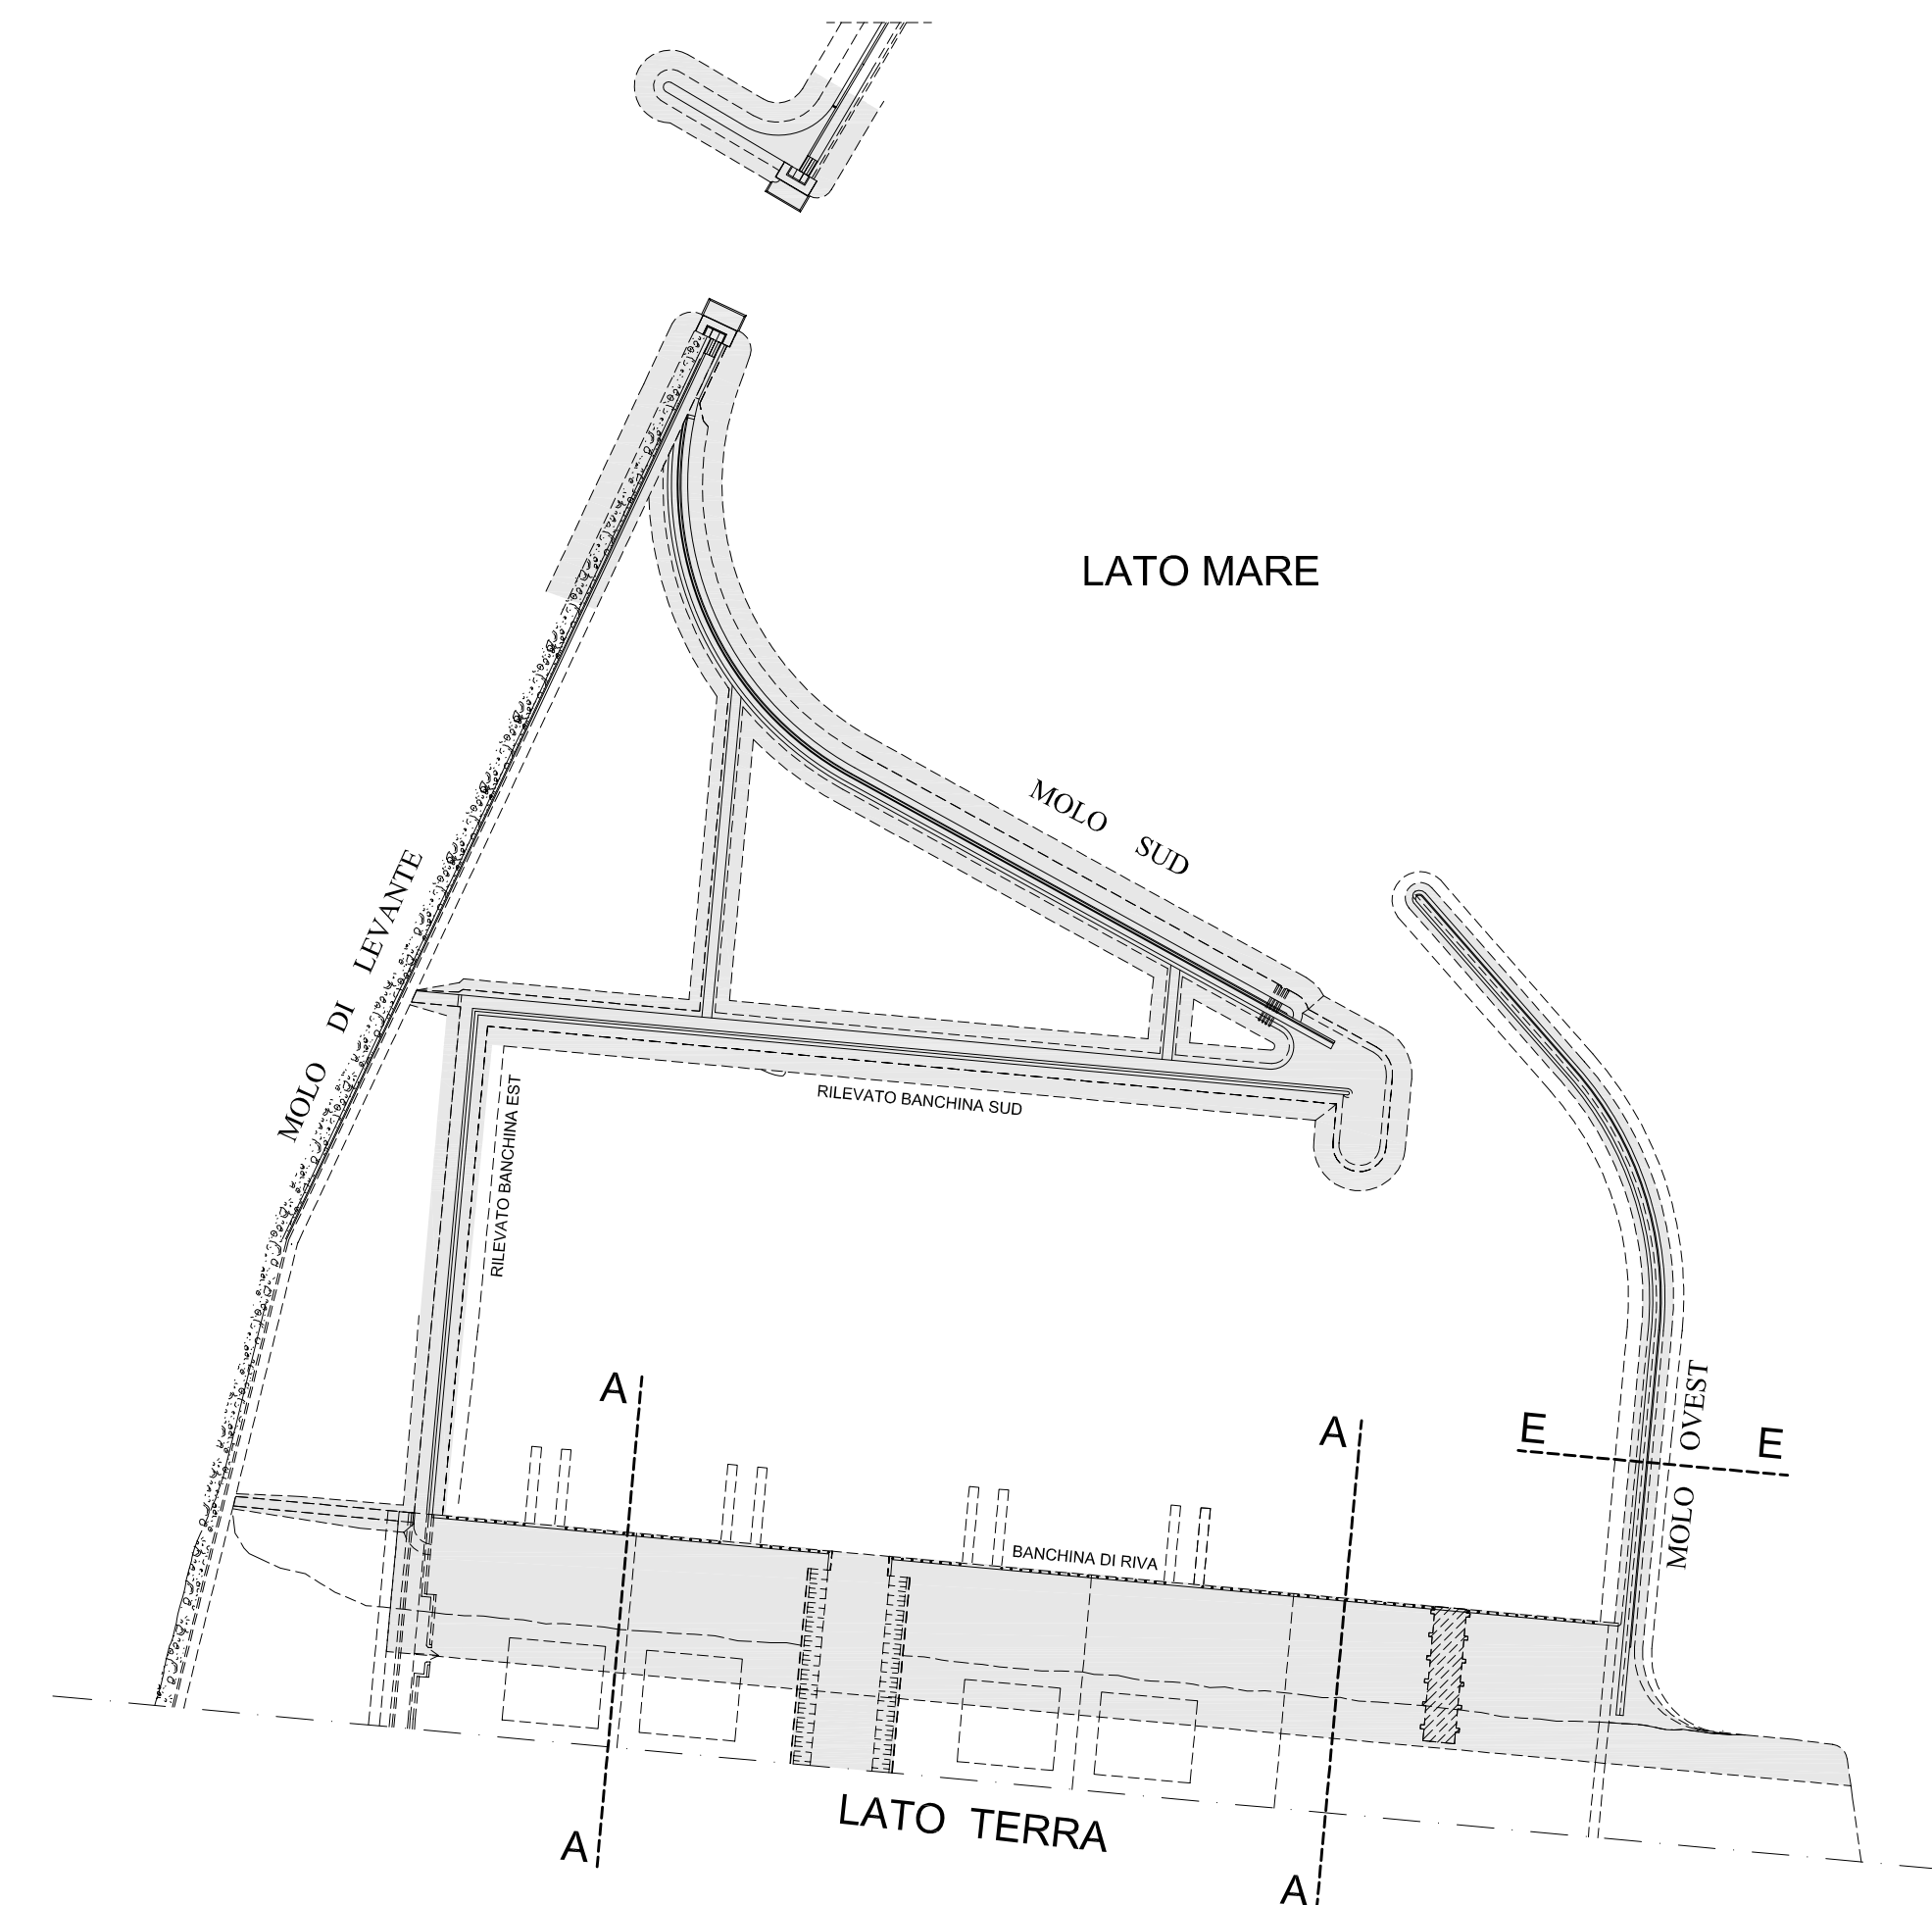 LATO MARE
MOLO SUD
MOLO DI LEVANTE
RILEVATO BANCHINA SUD
RILEVATO BANCHINA EST
A
A
E
E
MOLO OVEST
BANCHINA DI RIVA
LATO TERRA
A
A